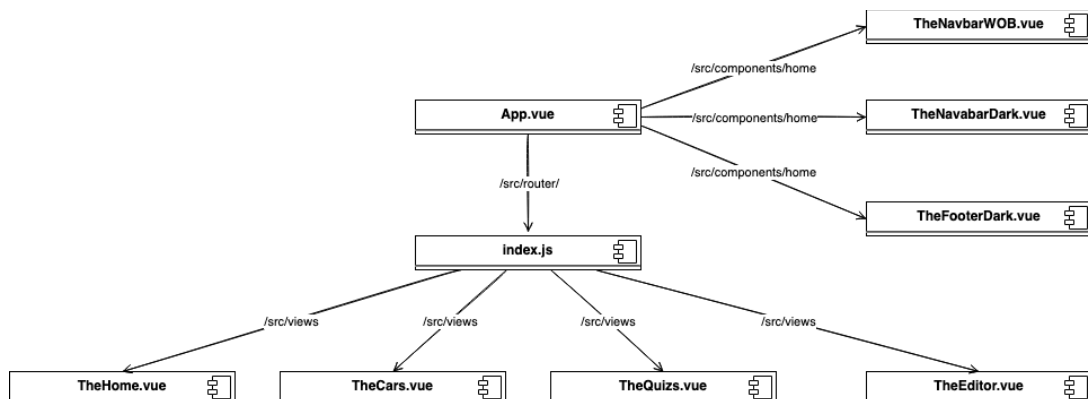 TheNavbarWOB.vue
/src/components/home
App.vue
/src/components/home
TheNavabarDark.vue
/src/components/home
/src/router/
TheFooterDark.vue
index.js
/src/views
/src/views
/src/views
/src/views
TheHome.vue
TheCars.vue
TheQuizs.vue
TheEditor.vue